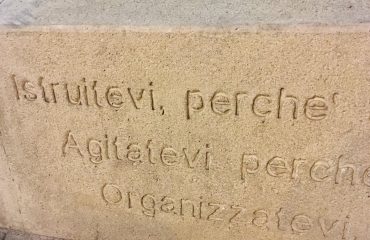 Istruitevi, perche'
Agitatevi perche
Organizzatevi,